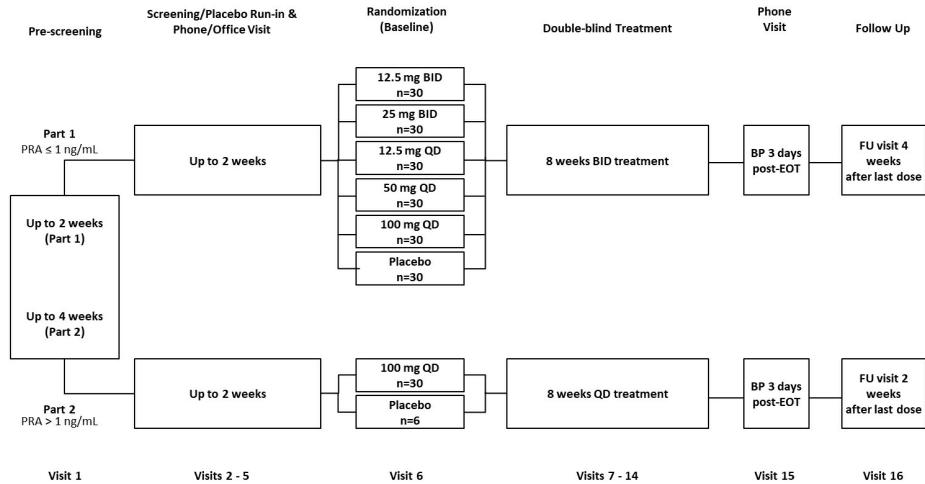 Pre-screening
Screening/Placebo Run-in &
Phone/Office Visit
Randomization
(Baseline)
Double-blind Treatment
Phone
Visit
Follow Up
Part 1
PRA ≤ 1 ng/mL
Up to 2 weeks
12.5 mg BID
n=30
25 mg BID
n=30
12.5 mg QD
n=30
50 mg QD
n=30
100 mg QD
n=30
Placebo
n=30
8 weeks BID treatment
BP 3 days
post-EOT
FU visit 4
weeks
after last dose
Up to 2 weeks
(Part 1)
Up to 4 weeks
(Part 2)
Part 2
PRA > 1 ng/mL
Up to 2 weeks
100 mg QD
n=30
Placebo
n=6
8 weeks QD treatment
BP 3 days
post-EOT
FU visit 2
weeks
after last dose
Visit 1
Visits 2 - 5
Visit 6
Visits 7 - 14
Visit 15
Visit 16